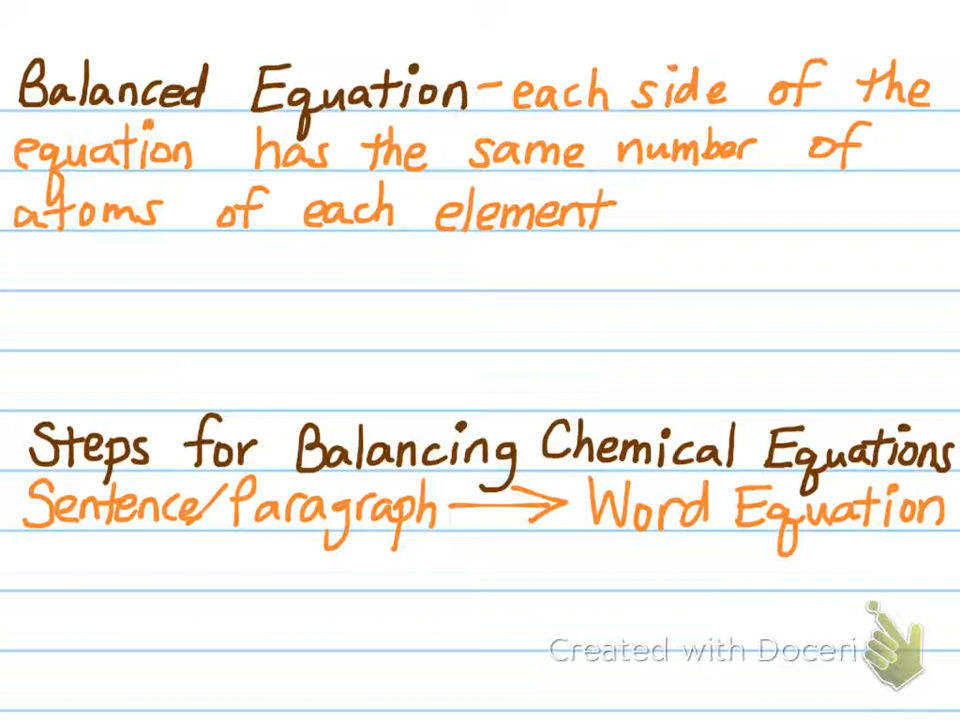 Balanced Equation - each side of the
equation has the same number of
atoms of each element
Steps for Balancing Chemical Equations
Sentence/Paragraph → Word Equation
Created with Doceri